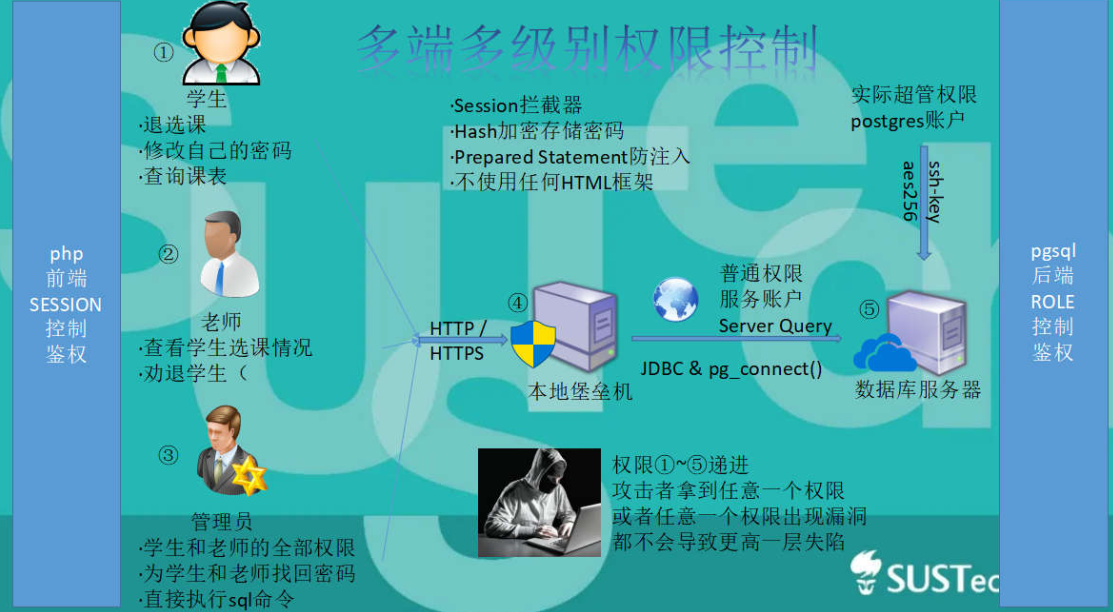 多端多级别权限控制
php
前端
SESSION
控制
鉴权
①
学生
·退选课
·修改自己的密码
·查询课表
②
老师
·查看学生选课情况
·劝退学生（
③
管理员
·学生和老师的全部权限
·为学生和老师找回密码
·直接执行sql命令
·Session拦截器
·Hash加密存储密码
·Prepared Statement防注入
·不使用任何HTML框架
HTTP /
HTTPS
④
本地堡垒机
普通权限
服务账户
Server Query
JDBC & pg_connect()
实际超管权限
postgres账户
ssh-key
aes256
⑤
数据库服务器
权限①~⑤递进
攻击者拿到任意一个权限
或者任意一个权限出现漏洞
都不会导致更高一层失陷
pgsql
后端
ROLE
控制
鉴权
SUSTec